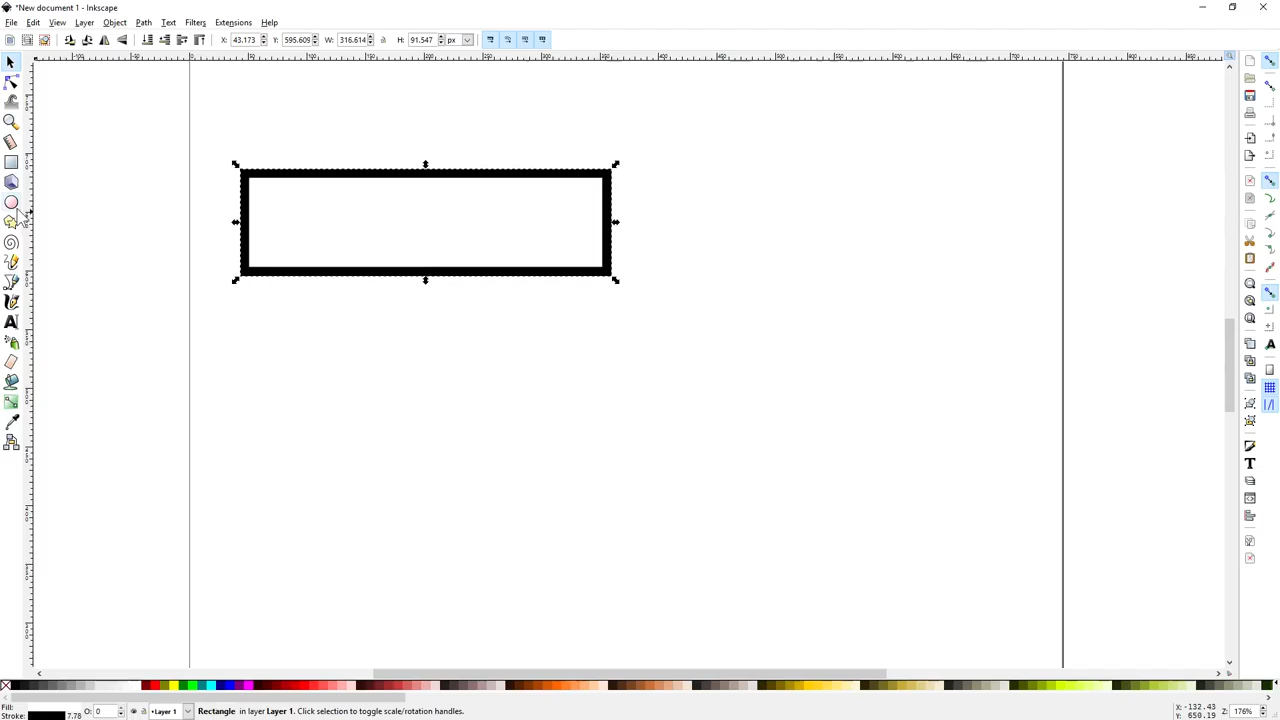 *New document 1 - Inkscape
File Edit View Layer Object Path Text Filters Extensions Help
X: 43.173 Y: 595.609 W: 316.614 H: 91.547 px
Fill:
Stroke: 7.78 O: 0 •Layer 1 Rectangle in layer Layer 1. Click selection to toggle scale/rotation handles.
X: -132.43
Y: 650.19
Z: 176%